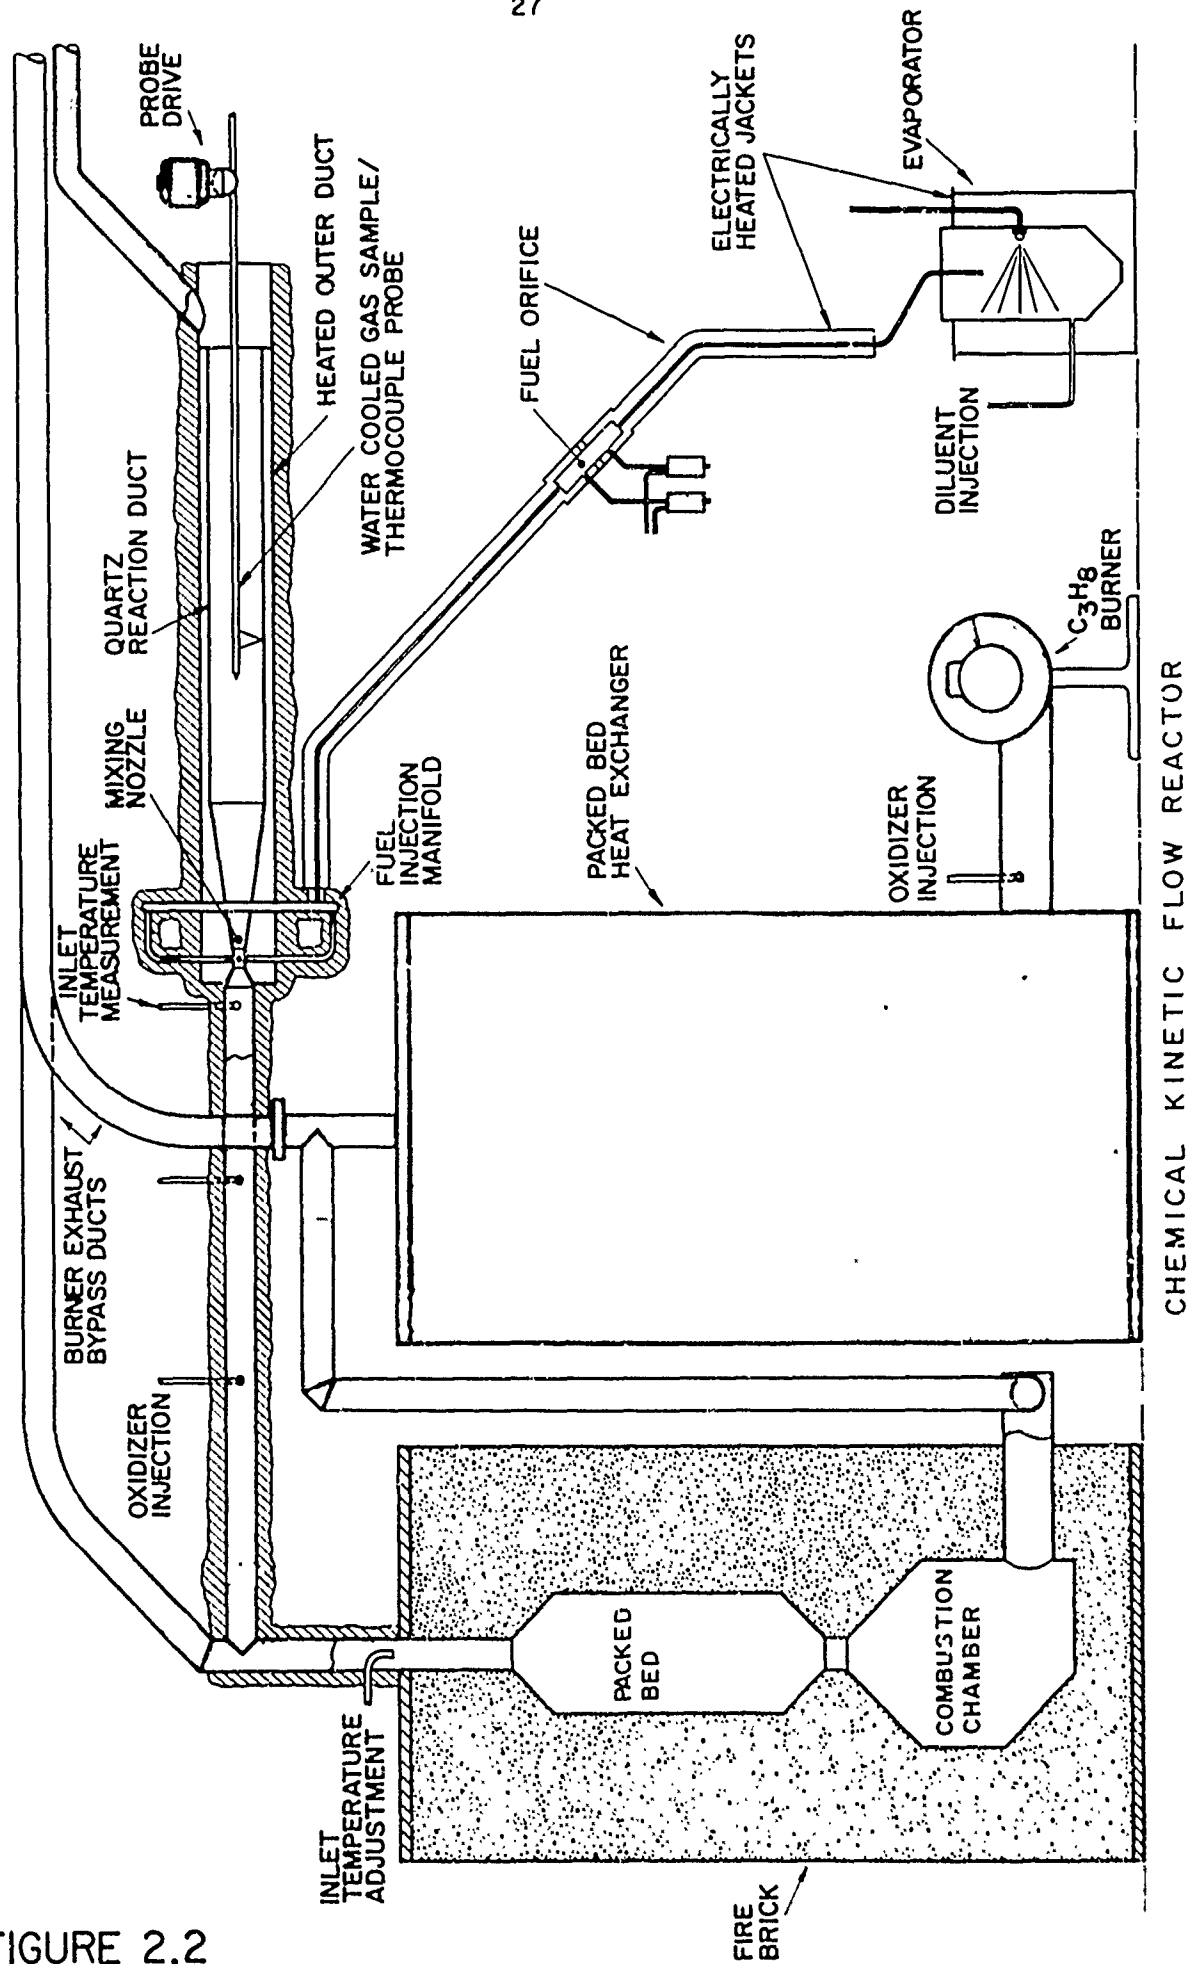 27
FIGURE 2.2
PROBE
DRIVE
HEATED OUTER DUCT
WATER COOLED GAS SAMPLE/
THERMOCOUPLE PROBE
QUARTZ
REACTION DUCT
MIXING
NOZZLE
INLET
TEMPERATURE
MEASUREMENT
FUEL
INJECTION
MANIFOLD
FUEL ORIFICE
ELECTRICALLY
HEATED JACKETS
EVAPORATOR
DILUENT
INJECTION
C3H8
BURNER
OXIDIZER
INJECTION
PACKED BED
HEAT EXCHANGER
BURNER EXHAUST
BYPASS DUCTS
OXIDIZER
INJECTION
INLET
TEMPERATURE
ADJUSTMENT
PACKED
BED
COMBUSTION
CHAMBER
FIRE
BRICK
CHEMICAL KINETIC FLOW REACTOR